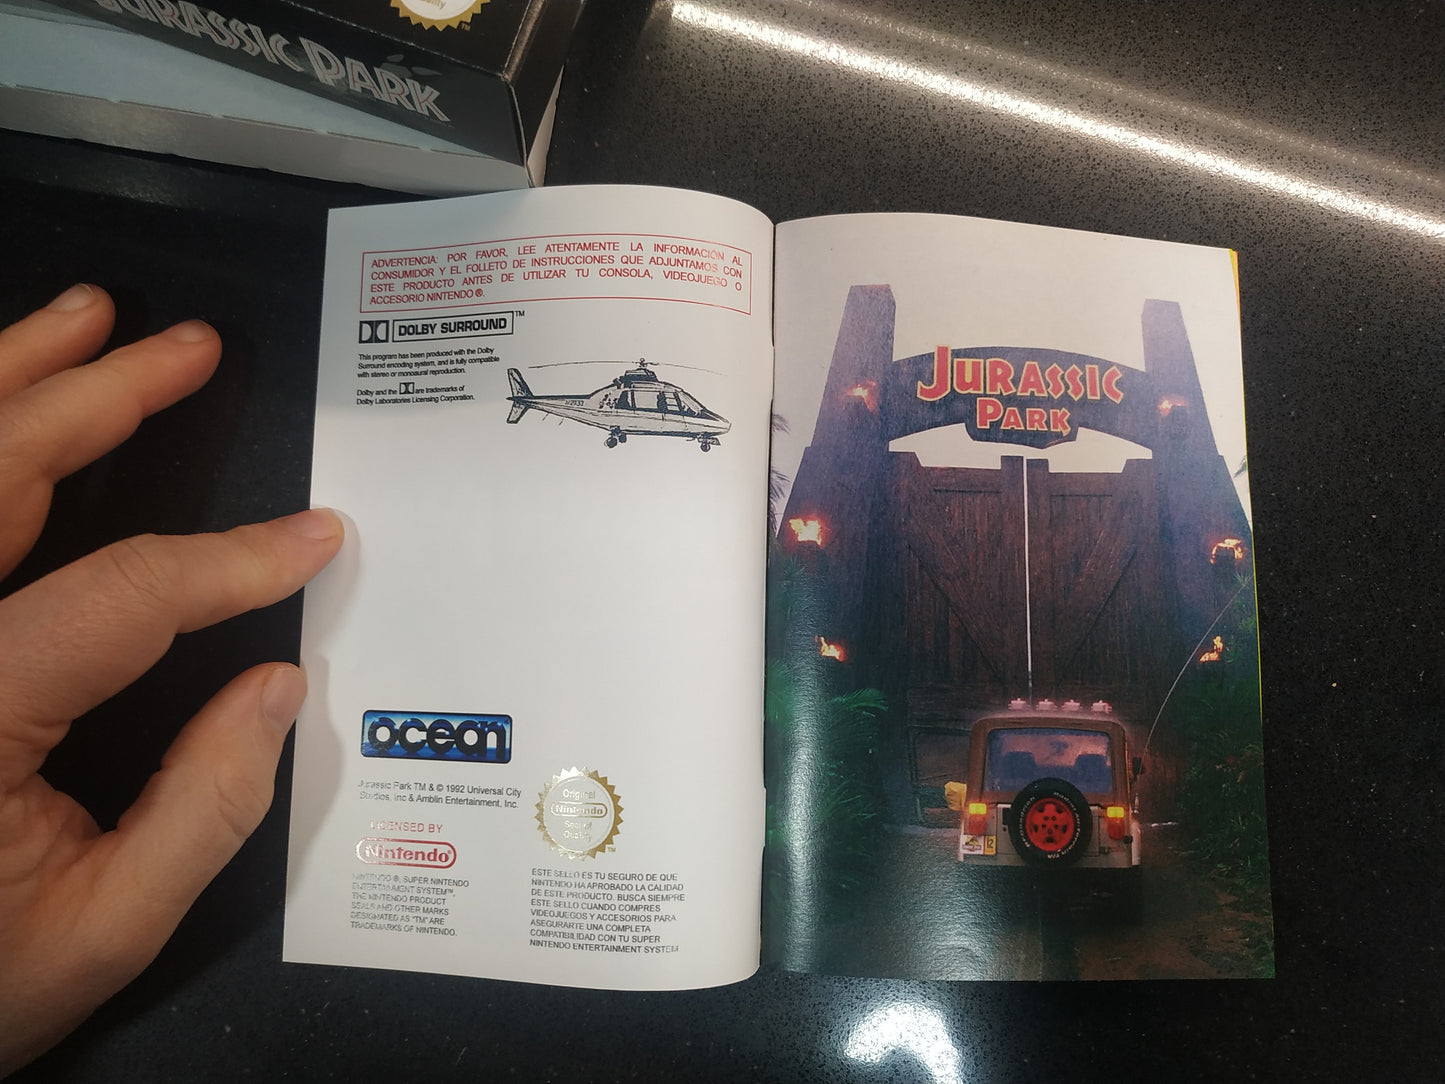 JURASSIC PARK
ADVERTENCIA: POR FAVOR, LEE ATENTAMENTE LA INFORMACIÓN AL
CONSUMIDOR Y EL FOLLETO DE INSTRUCCIONES QUE ADJUNTAMOS CON
ESTE PRODUCTO ANTES DE UTILIZAR TU CONSOLA, VIDEOJUEGO O
ACCESORIO NINTENDO ®.
DOLBY SURROUND ™
This program has been produced with the Dolby
Surround encoding system, and is fully compatible
with stereo or monoaural reproduction.
Dolby and the are trademarks of
Dolby Laboratories Licensing Corporation.
ocean
Jurassic Park TM & © 1992 Universal City
Studios, Inc & Amblin Entertainment, Inc.
LICENSED BY
Nintendo®
NINTENDO ®, SUPER NINTENDO
ENTERTAINMENT SYSTEM™,
THE NINTENDO PRODUCT
SEALS AND OTHER MARKS
DESIGNATED AS "TM" ARE
TRADEMARKS OF NINTENDO.
Original
Nintendo
Seal of
Quality
TM
ESTE SELLO ES TU SEGURO DE QUE
NINTENDO HA APROBADO LA CALIDAD
DE ESTE PRODUCTO. BUSCA SIEMPRE
ESTE SELLO CUANDO COMPRES
VIDEOJUEGOS Y ACCESORIOS PARA
ASEGURARTE UNA COMPLETA
COMPATIBILIDAD CON TU SUPER
NINTENDO ENTERTAINMENT SYSTEM
JURASSIC
PARK
12